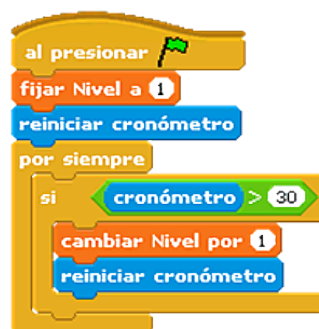 al presionar
fijar Nivel a 1
reiniciar cronómetro
por siempre
si cronómetro > 30
cambiar Nivel por 1
reiniciar cronómetro